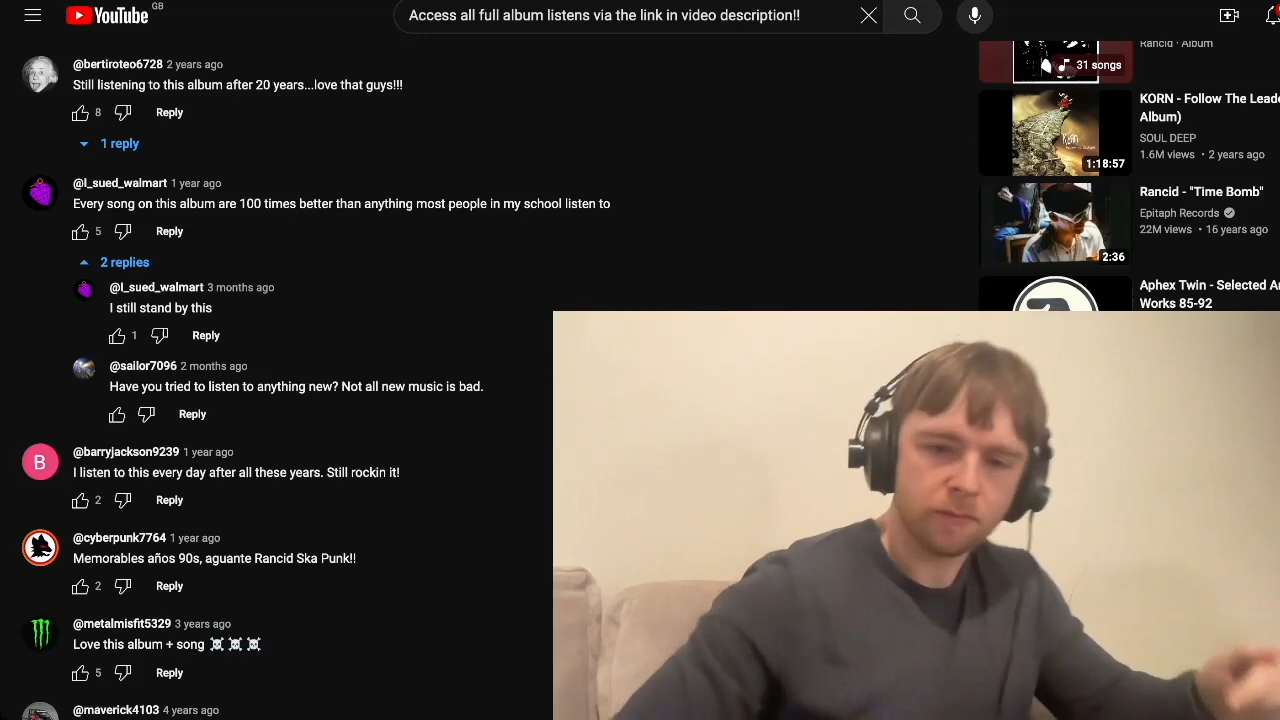 YouTube GB
Access all full album listens via the link in video description!!
@bertiroteo6728 2 years ago
Still listening to this album after 20 years...love that guys!!!
8 Reply
1 reply
@I_sued_walmart 1 year ago
Every song on this album are 100 times better than anything most people in my school listen to
5 Reply
2 replies
@I_sued_walmart 3 months ago
I still stand by this
1 Reply
@sailor7096 2 months ago
Have you tried to listen to anything new? Not all new music is bad.
Reply
B
@barryjackson9239 1 year ago
I listen to this every day after all these years. Still rockin it!
2 Reply
@cyberpunk7764 1 year ago
Memorables años 90s, aguante Rancid Ska Punk!!
2 Reply
@metalmisfit5329 3 years ago
Love this album + song ☠️☠️☠️
5 Reply
@maverick4103 4 years ago
Rancid · Album
31 songs
KORN - Follow The Leade
Album)
SOUL DEEP
1.6M views • 2 years ago
1:18:57
Rancid - "Time Bomb"
Epitaph Records
22M views • 16 years ago
2:36
Aphex Twin - Selected A
Works 85-92